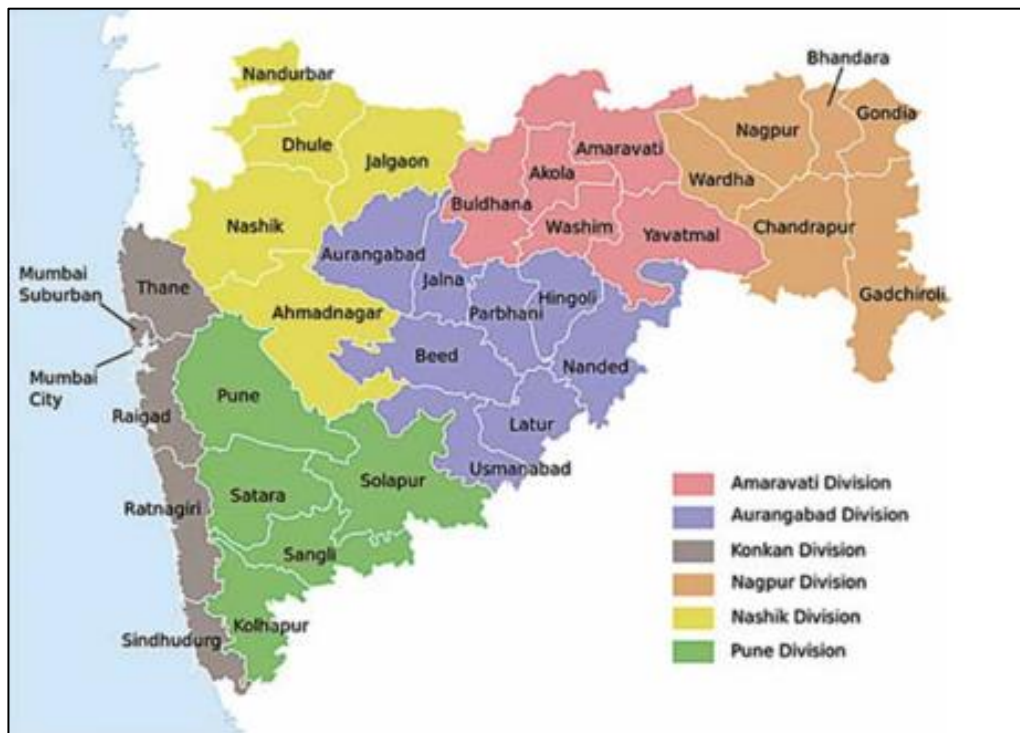 Nandurbar
Bhandara
Gondia
Dhule
Jalgaon
Amaravati
Nagpur
Akola
Wardha
Buldhana
Nashik
Washim
Yavatmal
Chandrapur
Aurangabad
Mumbai
Suburban
Thane
Jalna
Hingoli
Gadchiroli
Ahmadnagar
Parbhani
Beed
Nanded
Mumbai
City
Pune
Raigad
Latur
Usmanabad
Solapur
Satara
Ratnagiri
Sangli
Kolhapur
Sindhudurg
Amaravati Division
Aurangabad Division
Konkan Division
Nagpur Division
Nashik Division
Pune Division